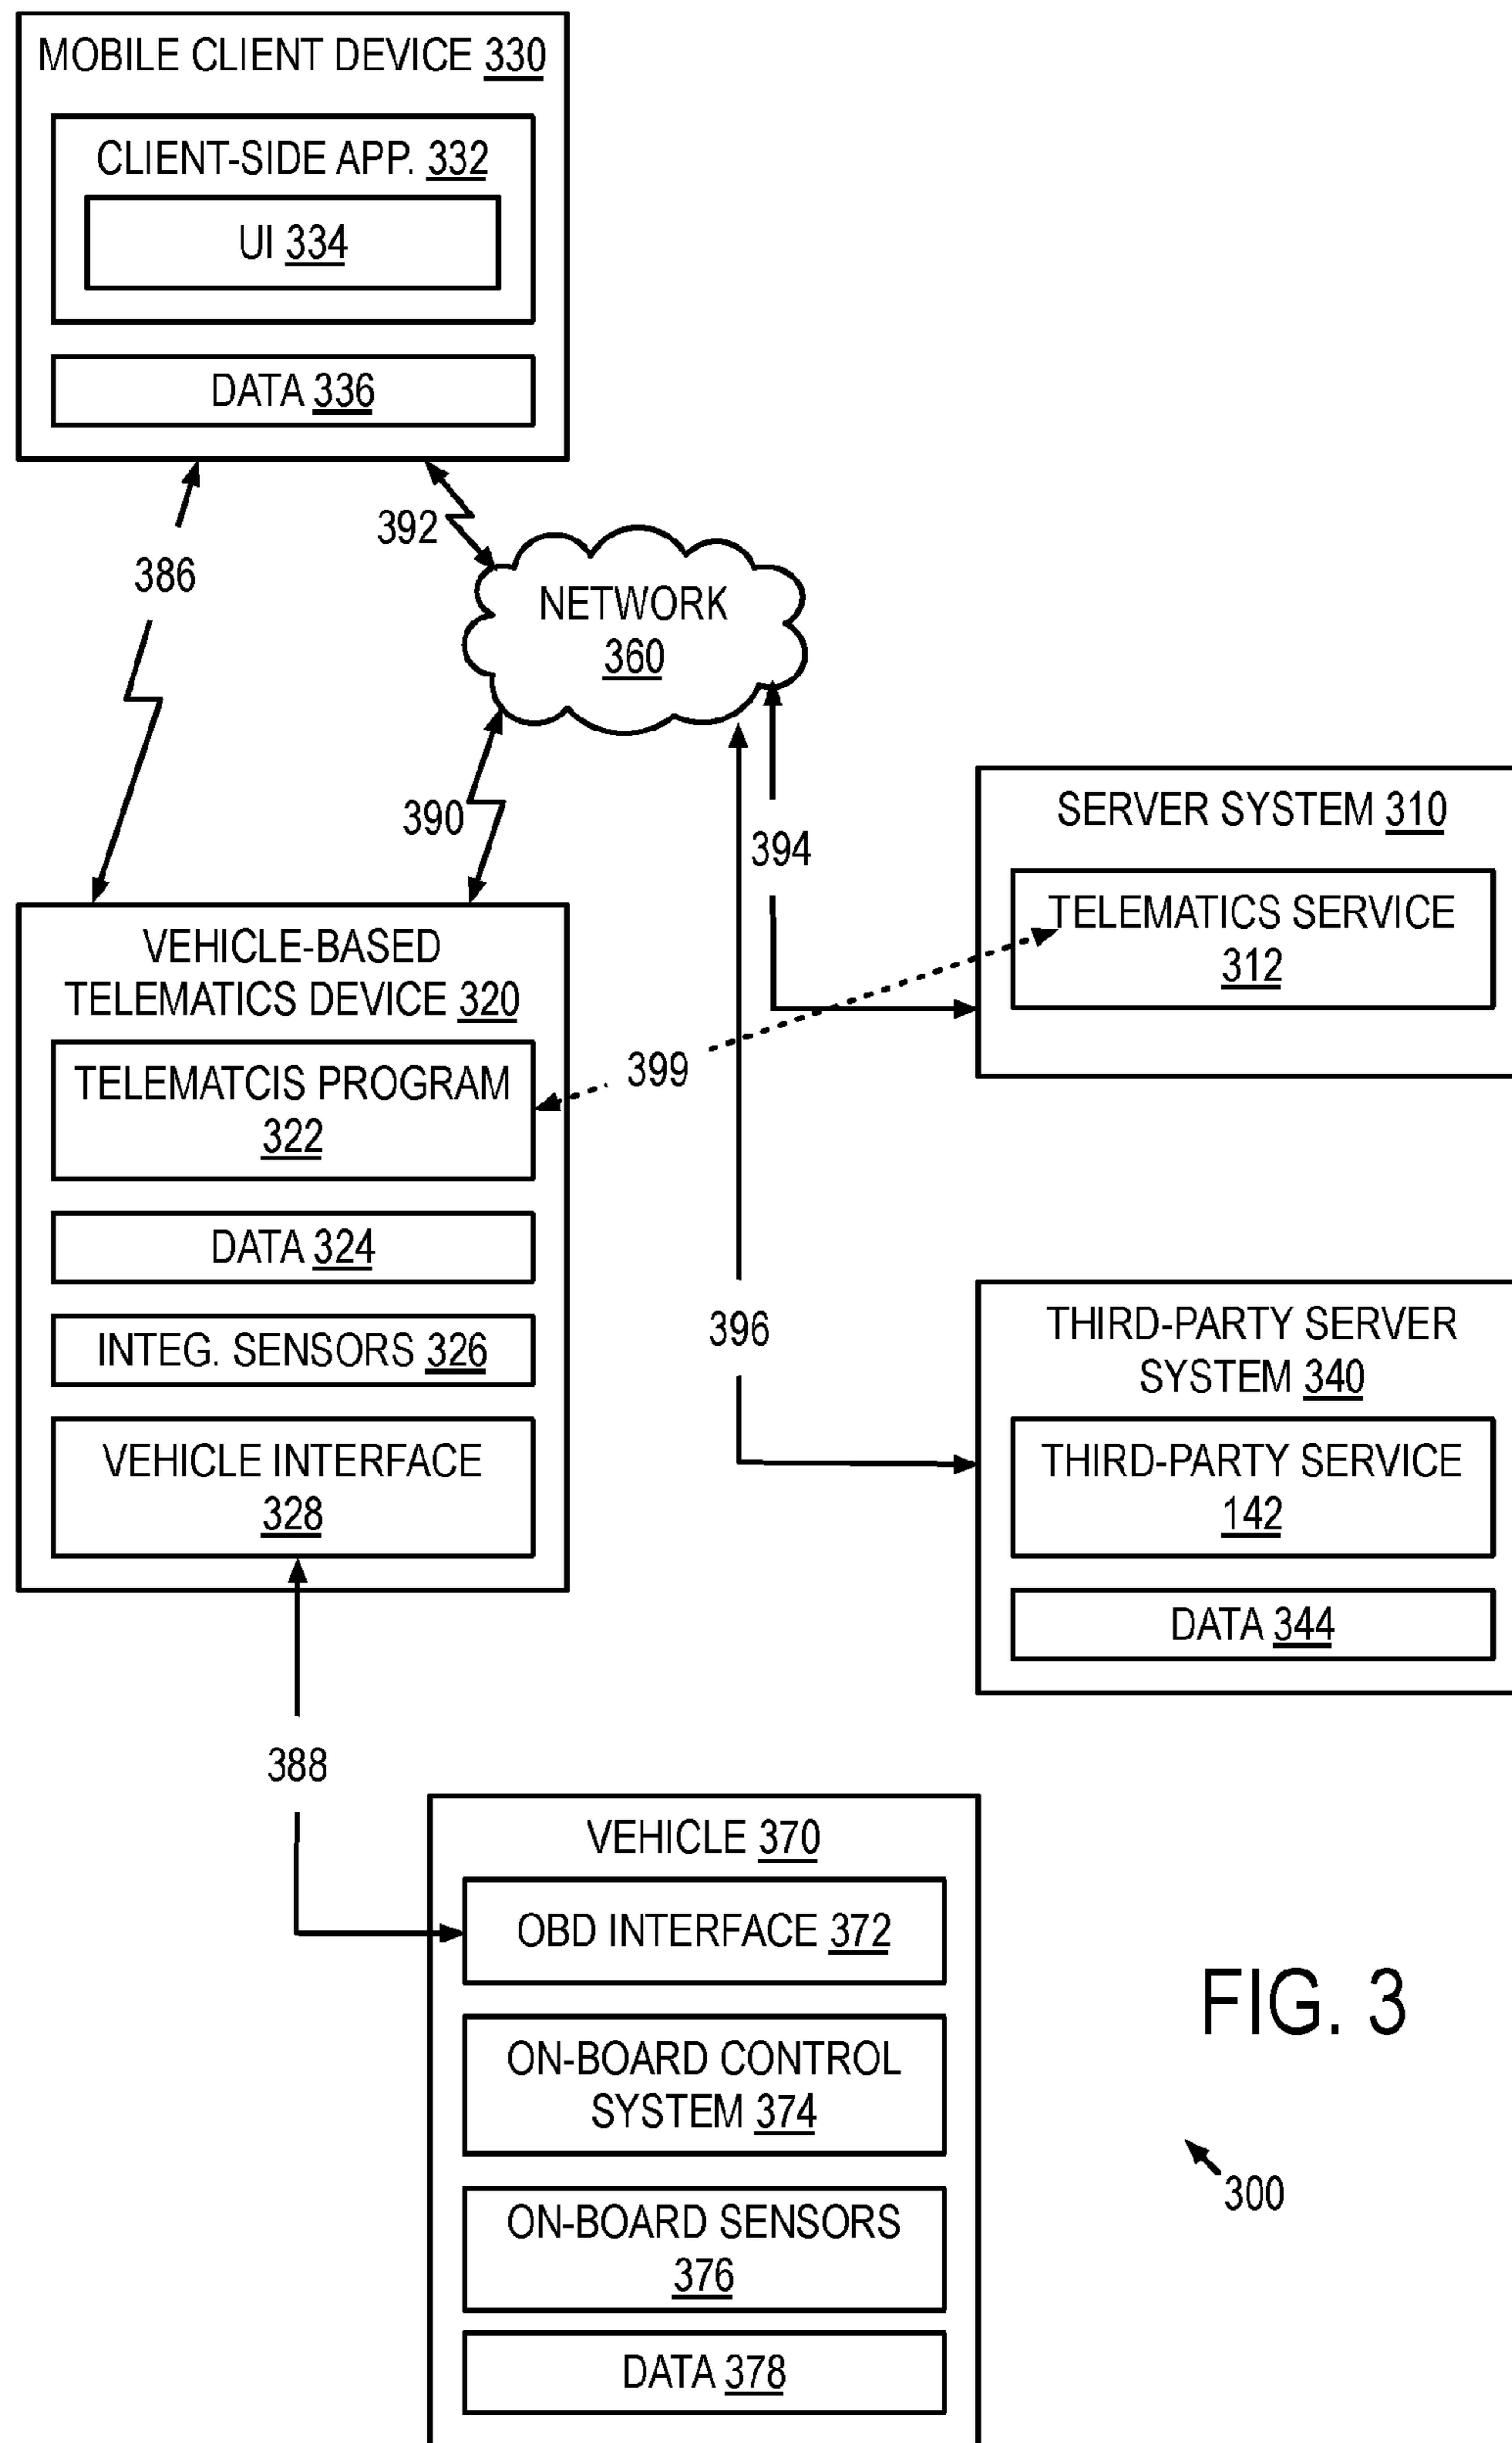 MOBILE CLIENT DEVICE 330
CLIENT-SIDE APP. 332
UI 334
DATA 336
392
386
NETWORK
360
390
394
SERVER SYSTEM 310
TELEMATICS SERVICE
312
VEHICLE-BASED
TELEMATICS DEVICE 320
TELEMATCIS PROGRAM
322
399
DATA 324
INTEG. SENSORS 326
VEHICLE INTERFACE
328
396
THIRD-PARTY SERVER
SYSTEM 340
THIRD-PARTY SERVICE
142
DATA 344
388
VEHICLE 370
OBD INTERFACE 372
ON-BOARD CONTROL
SYSTEM 374
ON-BOARD SENSORS
376
DATA 378
FIG. 3
300